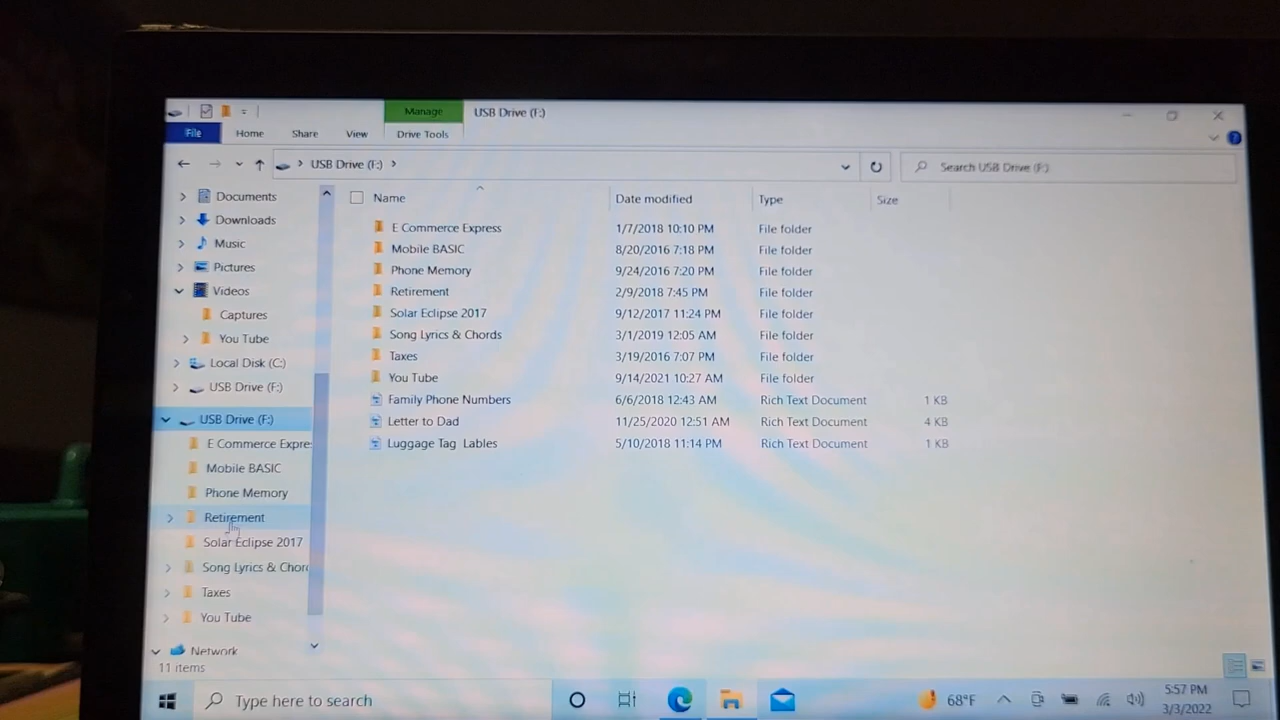 Manage
USB Drive (F:)
File
Home
Share
View
Drive Tools
USB Drive (F:)
Search USB Drive (F:)
Documents
Downloads
Music
Pictures
Videos
Captures
You Tube
Local Disk (C:)
USB Drive (F:)
USB Drive (F:)
E Commerce Expre
Mobile BASIC
Phone Memory
Retirement
Solar Eclipse 2017
Song Lyrics & Chor
Taxes
You Tube
Network
Name Date modified Type Size
E Commerce Express 1/7/2018 10:10 PM File folder
Mobile BASIC 8/20/2016 7:18 PM File folder
Phone Memory 9/24/2016 7:20 PM File folder
Retirement 2/9/2018 7:45 PM File folder
Solar Eclipse 2017 9/12/2017 11:24 PM File folder
Song Lyrics & Chords 3/1/2019 12:05 AM File folder
Taxes 3/19/2016 7:07 PM File folder
You Tube 9/14/2021 10:27 AM File folder
Family Phone Numbers 6/6/2018 12:43 AM Rich Text Document 1 KB
Letter to Dad 11/25/2020 12:51 AM Rich Text Document 4 KB
Luggage Tag Lables 5/10/2018 11:14 PM Rich Text Document 1 KB
11 items
Type here to search
68°F
5:57 PM
3/3/2022